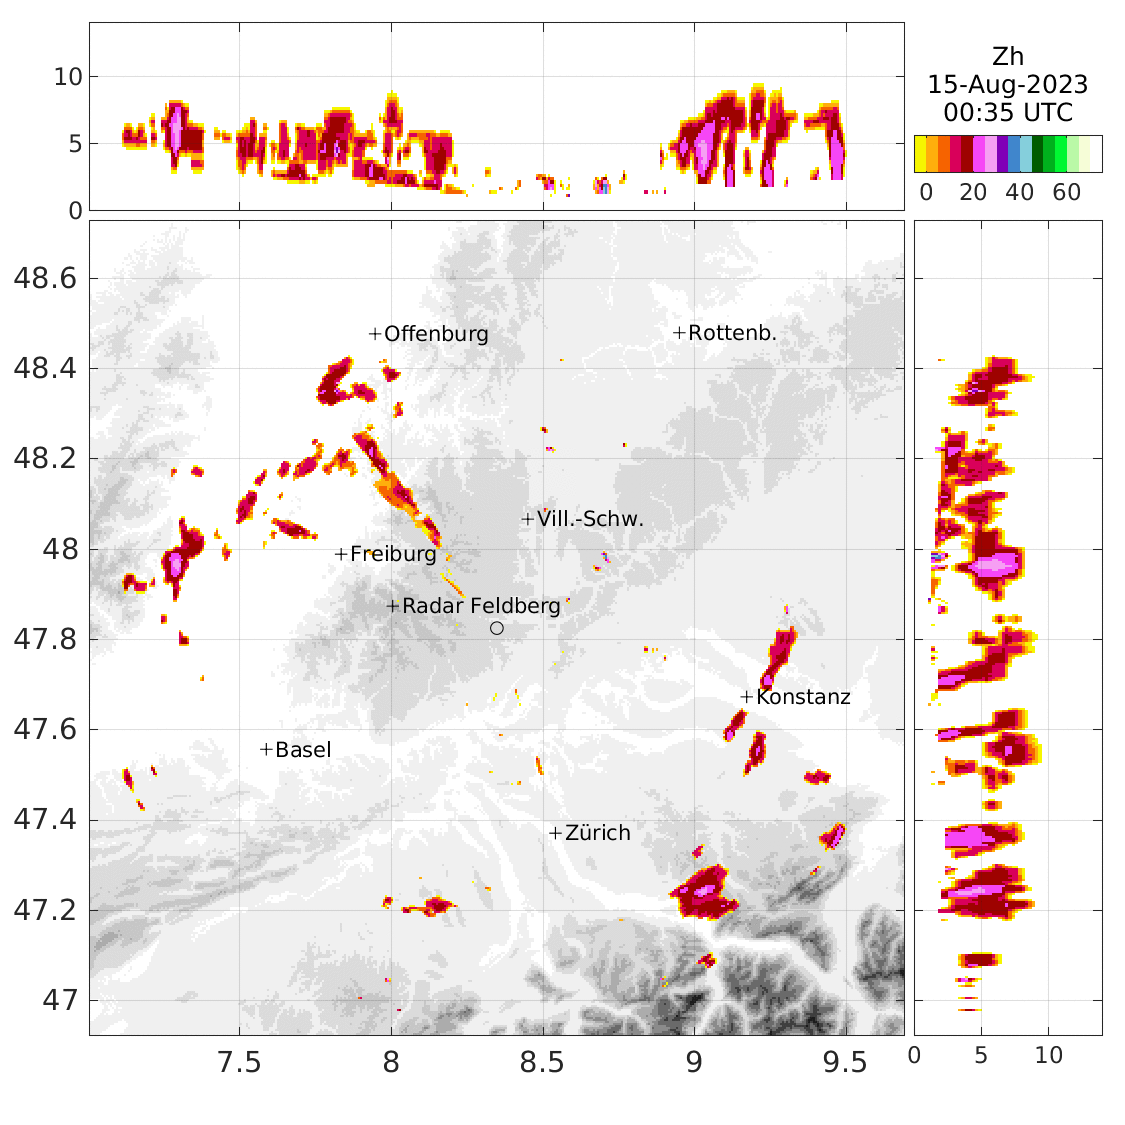 Zh
15-Aug-2023
00:35 UTC
0 20 40 60
10
5
0
48.6
48.4
48.2
48
47.8
47.6
47.4
47.2
47
Offenburg
Rottenb.
Vill.-Schw.
Freiburg
Radar Feldberg
Konstanz
Basel
Zürich
7.5 8 8.5 9 9.5
0 5 10